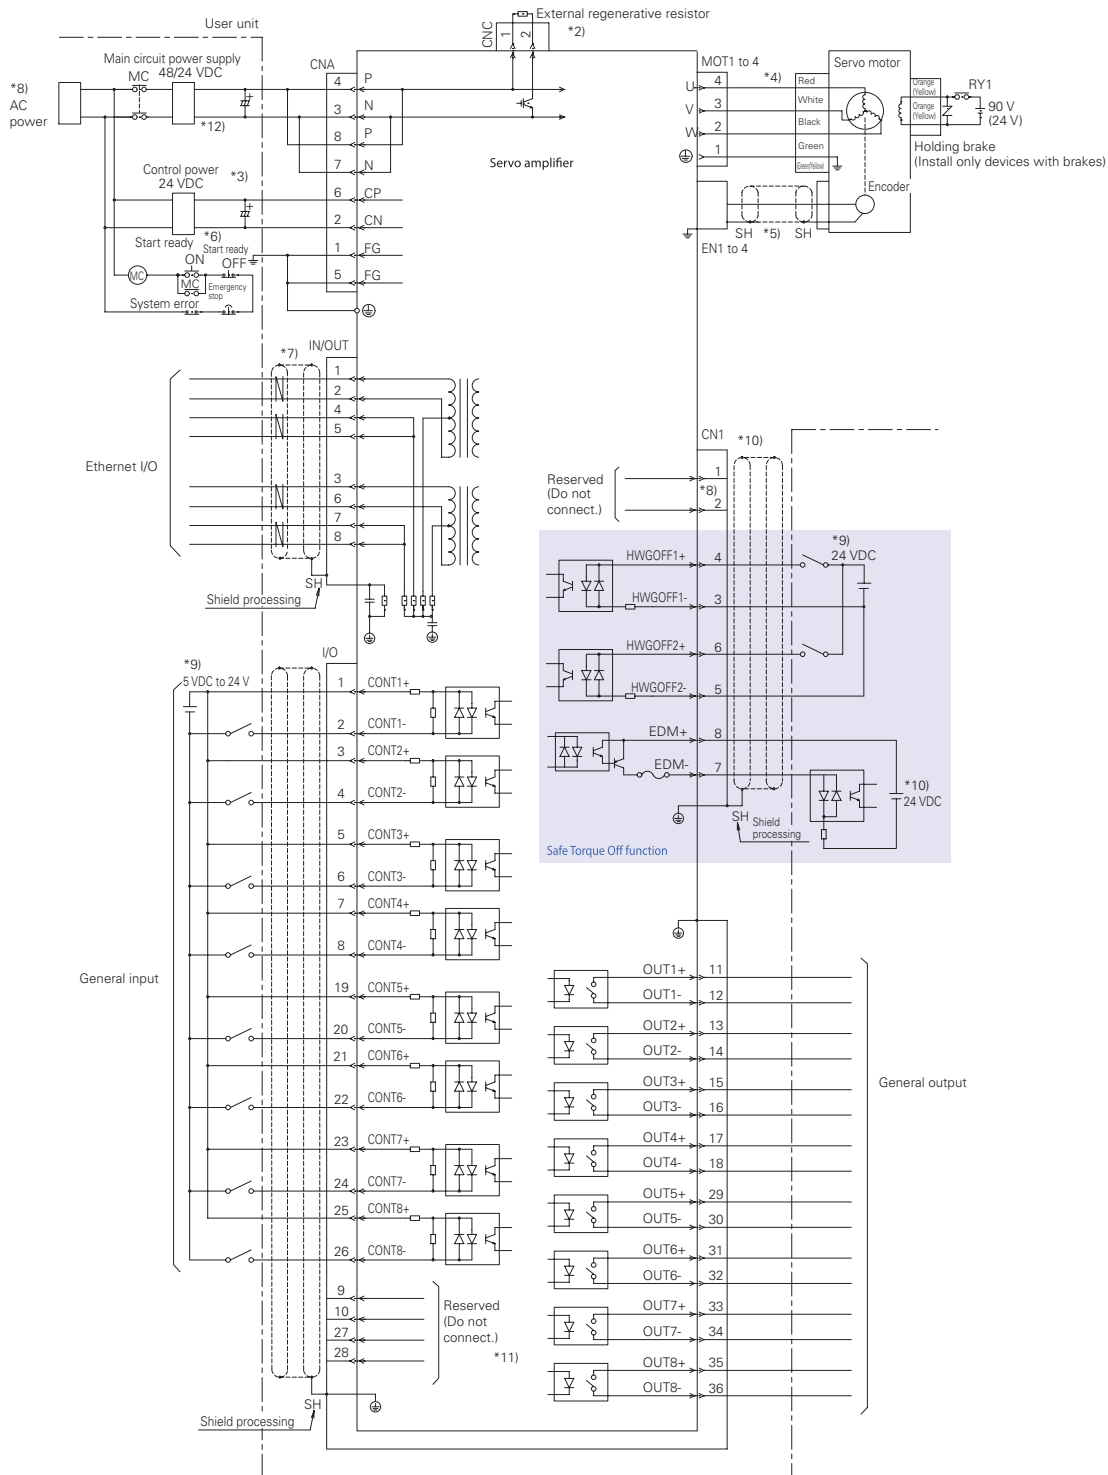 User unit
External regenerative resistor
*2)
CNC
1
2
Main circuit power supply
48/24 VDC
MC
*8)
AC
power
*12)
CNA
4 P
3 N
8 P
7 N
6 CP
2 CN
1 FG
5 FG
Control power
24 VDC
*3)
*6)
Start ready
Start ready
ON
OFF
MC
MC
Emergency
stop
System error
Servo amplifier
MOT1 to 4
*4)
U 4 Red
V 3 White
W 2 Black
1 Green
(Green/Yellow)
Servo motor
Orange
(Yellow)
Orange
(Yellow)
RY1
90 V
(24 V)
Holding brake
(Install only devices with brakes)
Encoder
SH
*5)
SH
EN1 to 4
IN/OUT
*7)
1
2
4
5
3
6
7
8
Ethernet I/O
SH
Shield processing
CN1
*10)
Reserved
(Do not
connect.)
1
*8)
2
*9)
24 VDC
HWGOFF1+ 4
HWGOFF1- 3
HWGOFF2+ 6
HWGOFF2- 5
EDM+ 8
EDM- 7
*10)
24 VDC
SH
Shield
processing
Safe Torque Off function
I/O
*9)
5 VDC to 24 V
1 CONT1+
2 CONT1-
3 CONT2+
4 CONT2-
5 CONT3+
6 CONT3-
7 CONT4+
8 CONT4-
19 CONT5+
20 CONT5-
21 CONT6+
22 CONT6-
23 CONT7+
24 CONT7-
25 CONT8+
26 CONT8-
General input
9
10
27
28
Reserved
(Do not
connect.)
*11)
SH
Shield processing
OUT1+ 11
OUT1- 12
OUT2+ 13
OUT2- 14
OUT3+ 15
OUT3- 16
OUT4+ 17
OUT4- 18
OUT5+ 29
OUT5- 30
OUT6+ 31
OUT6- 32
OUT7+ 33
OUT7- 34
OUT8+ 35
OUT8- 36
General output